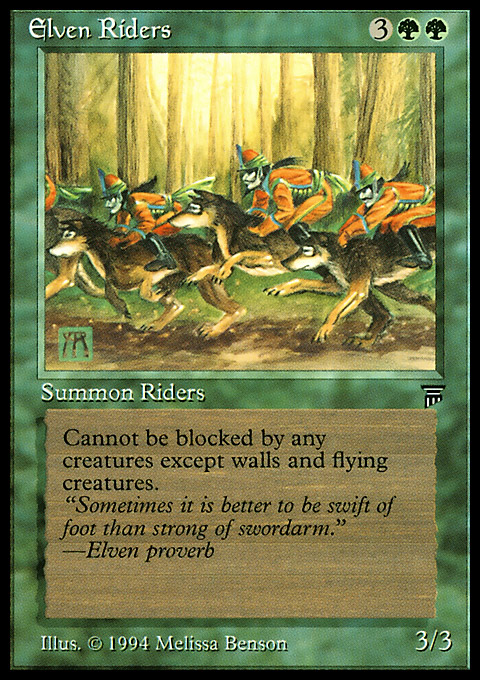 Elven Riders 3
Summon Riders
Cannot be blocked by any
creatures except walls and flying
creatures.
“Sometimes it is better to be swift of
foot than strong of swordarm.”
—Elven proverb
Illus. © 1994 Melissa Benson 3/3